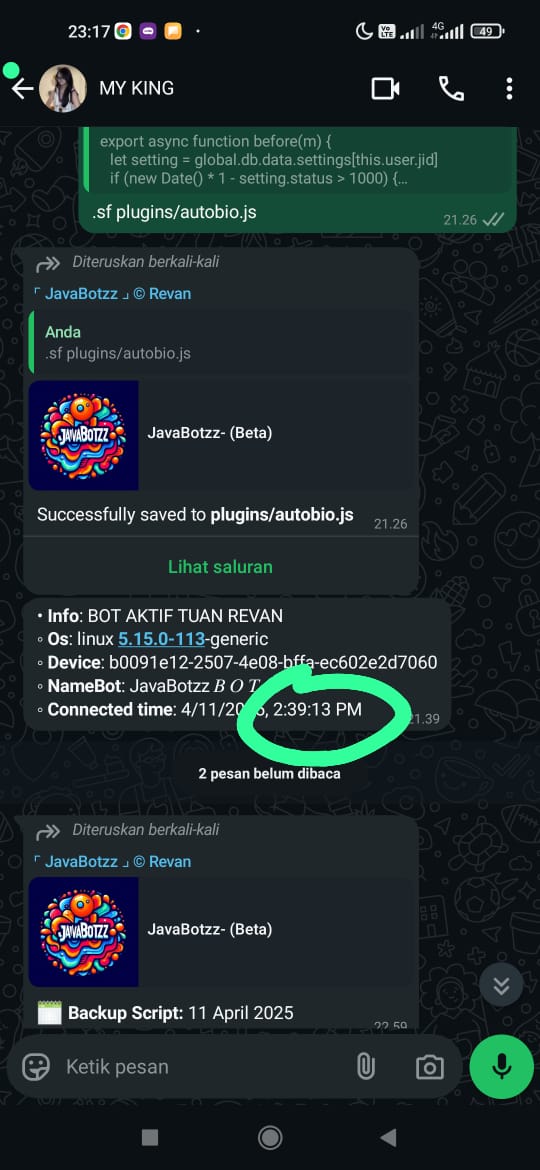 23:17
Vo LTE
4G
49
MY KING
export async function before(m) {
let setting = global.db.data.settings[this.user.jid]
if (new Date() * 1 - setting.status > 1000) {...
.sf plugins/autobio.js
21.26
Diteruskan berkali-kali
「 JavaBotzz 」 © Revan
Anda
.sf plugins/autobio.js
JAVABOTZZ
JavaBotzz- (Beta)
Successfully saved to plugins/autobio.js
21.26
Lihat saluran
• Info: BOT AKTIF TUAN REVAN
◦ Os: linux 5.15.0-113-generic
◦ Device: b0091e12-2507-4e08-bffa-ec602e2d7060
◦ NameBot: JavaBotzz B O T
◦ Connected time: 4/11/2025, 2:39:13 PM
21.39
2 pesan belum dibaca
Diteruskan berkali-kali
「 JavaBotzz 」 © Revan
JAVABOTZZ
JavaBotzz- (Beta)
Backup Script: 11 April 2025
22.59
Ketik pesan